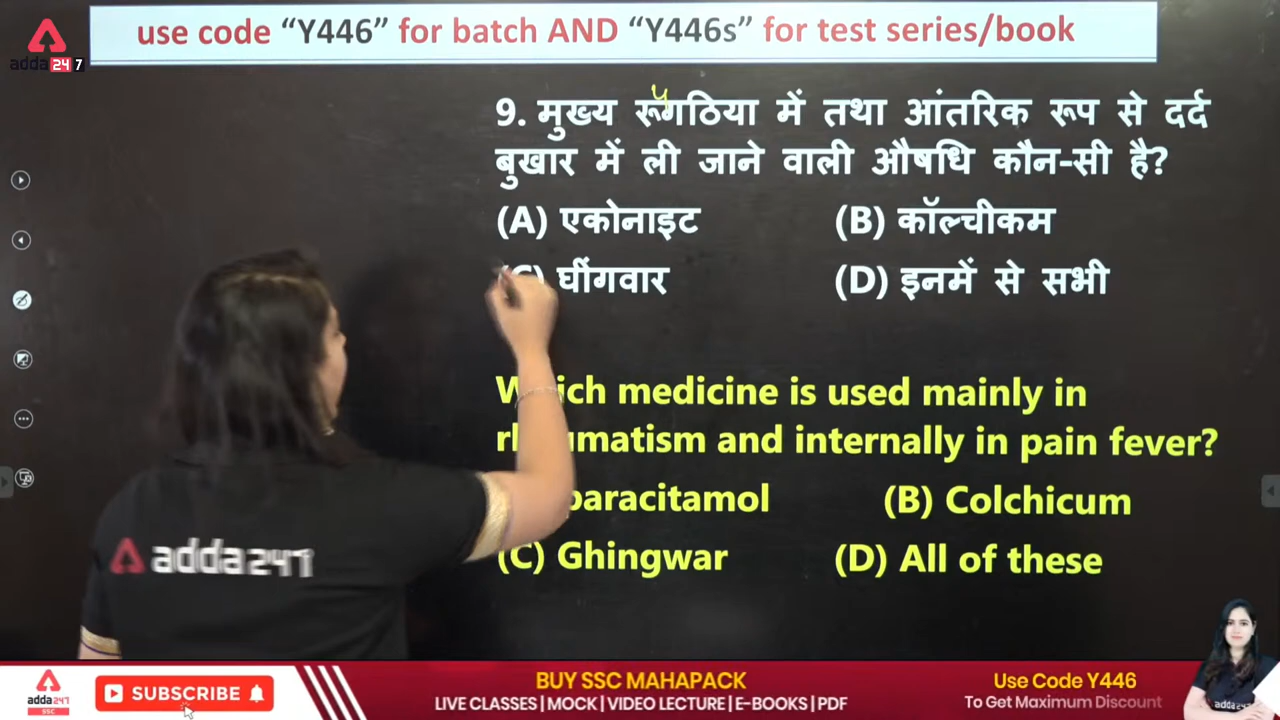 use code “Y446” for batch AND “Y446s” for test series/book
adda 247
9. मुख्य रूगठिया में तथा आंतरिक रूप से दर्द
बुखार में ली जाने वाली औषधि कौन-सी है?
(A) एकोनाइट (B) कॉल्चीकम
घींगवार (D) इनमें से सभी
medicine is used mainly in
and internally in pain fever?
paracitamol (B) Colchicum
(C) Ghingwar (D) All of these
adda247
adda247
SSC
SUBSCRIBE
BUY SSC MAHAPACK
LIVE CLASSES | MOCK | VIDEO LECTURE | E-BOOKS | PDF
Use Code Y446
To Get Maximum Discount